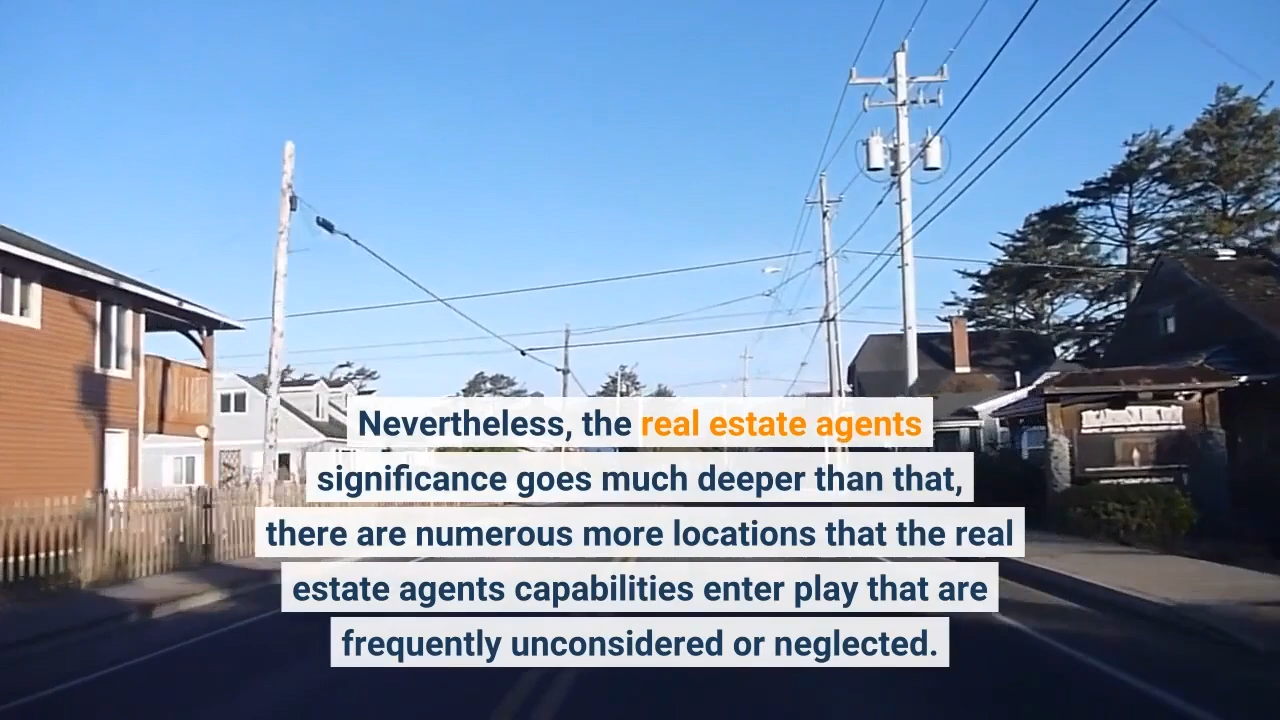 Nevertheless, the real estate agents
significance goes much deeper than that,
there are numerous more locations that the real
estate agents capabilities enter play that are
frequently unconsidered or neglected.